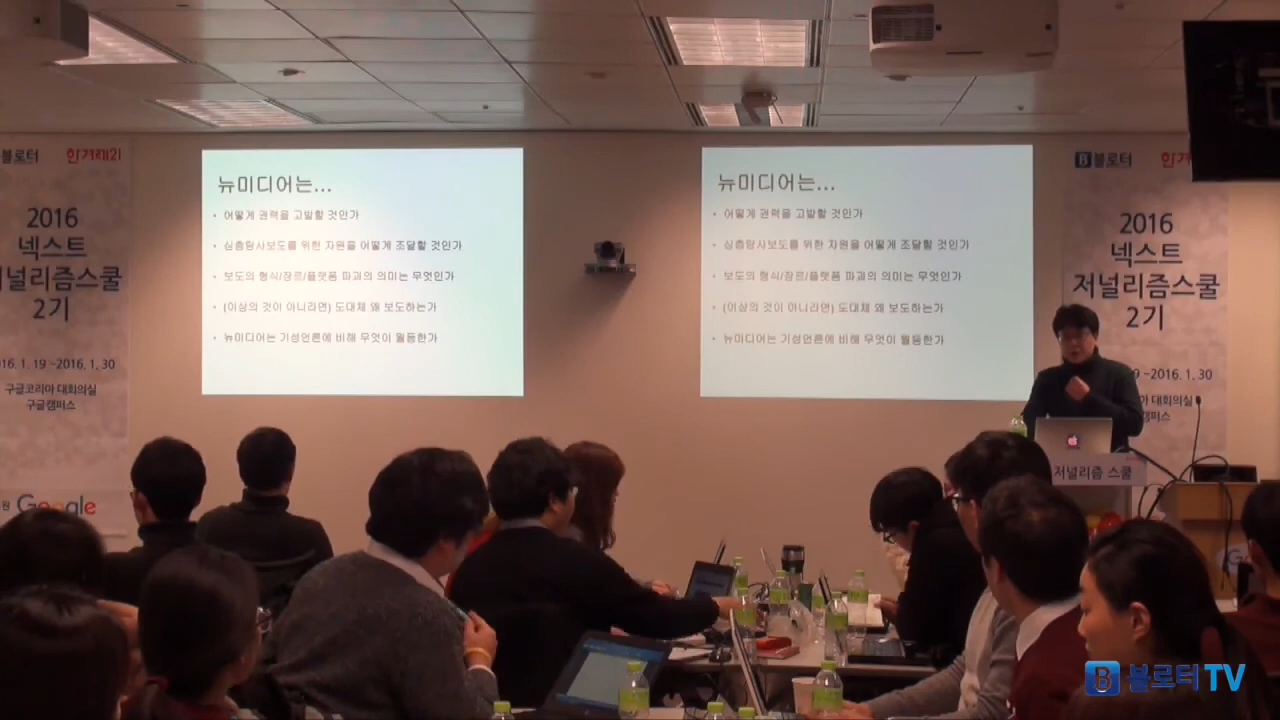 블로터 한겨레21
2016
넥스트
저널리즘스쿨
2기
2016. 1. 19 ~2016. 1. 30
구글코리아 대회의실
구글캠퍼스
Google
뉴미디어는...
• 어떻게 권력을 고발할 것인가
• 심층탐사보도를 위한 자원을 어떻게 조달할 것인가
• 보도의 형식/장르/플랫폼 파괴의 의미는 무엇인가
• (이상의 것이 아니라면) 도대체 왜 보도하는가
• 뉴미디어는 기성언론에 비해 무엇이 월등한가
뉴미디어는...
• 어떻게 권력을 고발할 것인가
• 심층탐사보도를 위한 자원을 어떻게 조달할 것인가
• 보도의 형식/장르/플랫폼 파괴의 의미는 무엇인가
• (이상의 것이 아니라면) 도대체 왜 보도하는가
• 뉴미디어는 기성언론에 비해 무엇이 월등한가
B 블로터 한겨
2016
넥스트
저널리즘스쿨
2기
9 ~2016. 1. 30
아 대회의실
캠퍼스
저널리즘 스쿨
B 블로터 TV